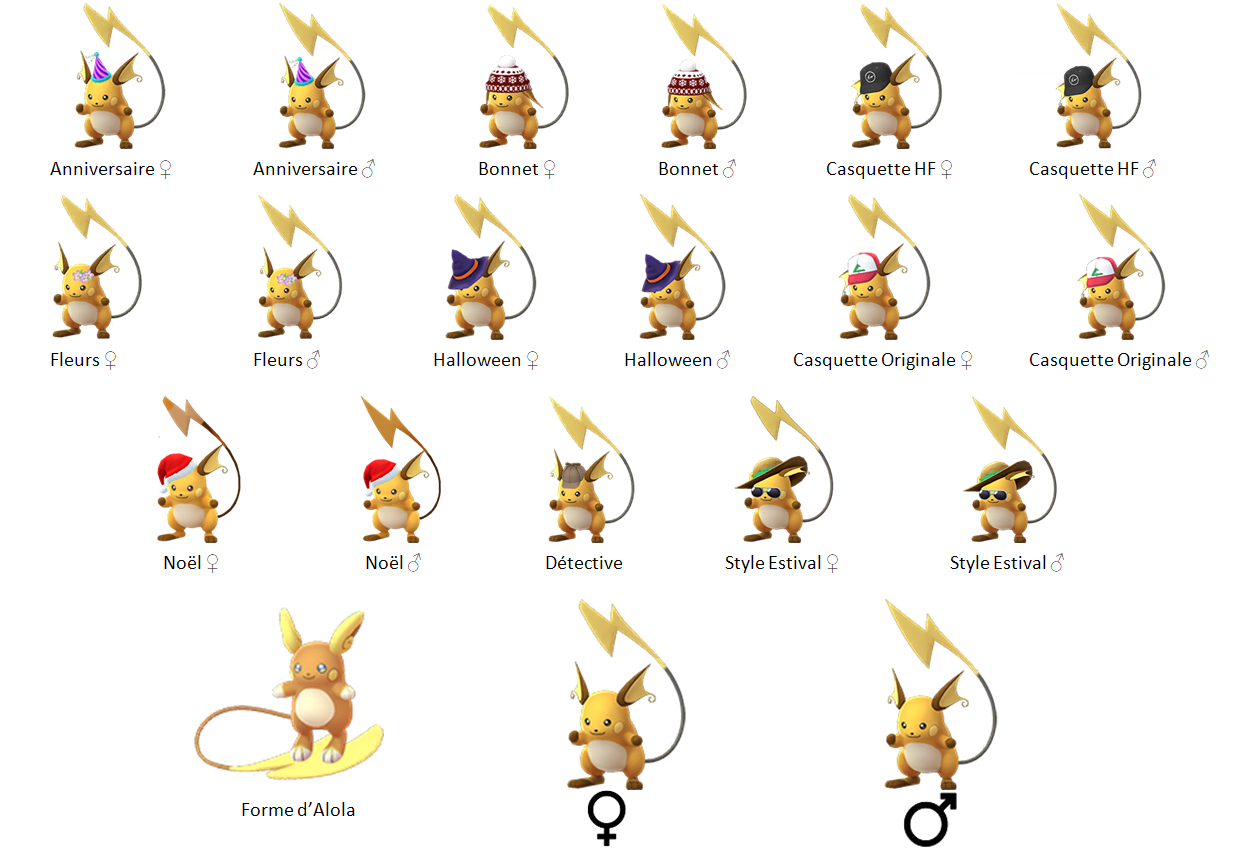 Anniversaire ♀
Anniversaire ♂
Bonnet ♀
Bonnet ♂
Casquette HF ♀
Casquette HF ♂
Fleurs ♀
Fleurs ♂
Halloween ♀
Halloween ♂
Casquette Originale ♀
Casquette Originale ♂
Noël ♀
Noël ♂
Détective
Style Estival ♀
Style Estival ♂
Forme d’Alola
♀
♂